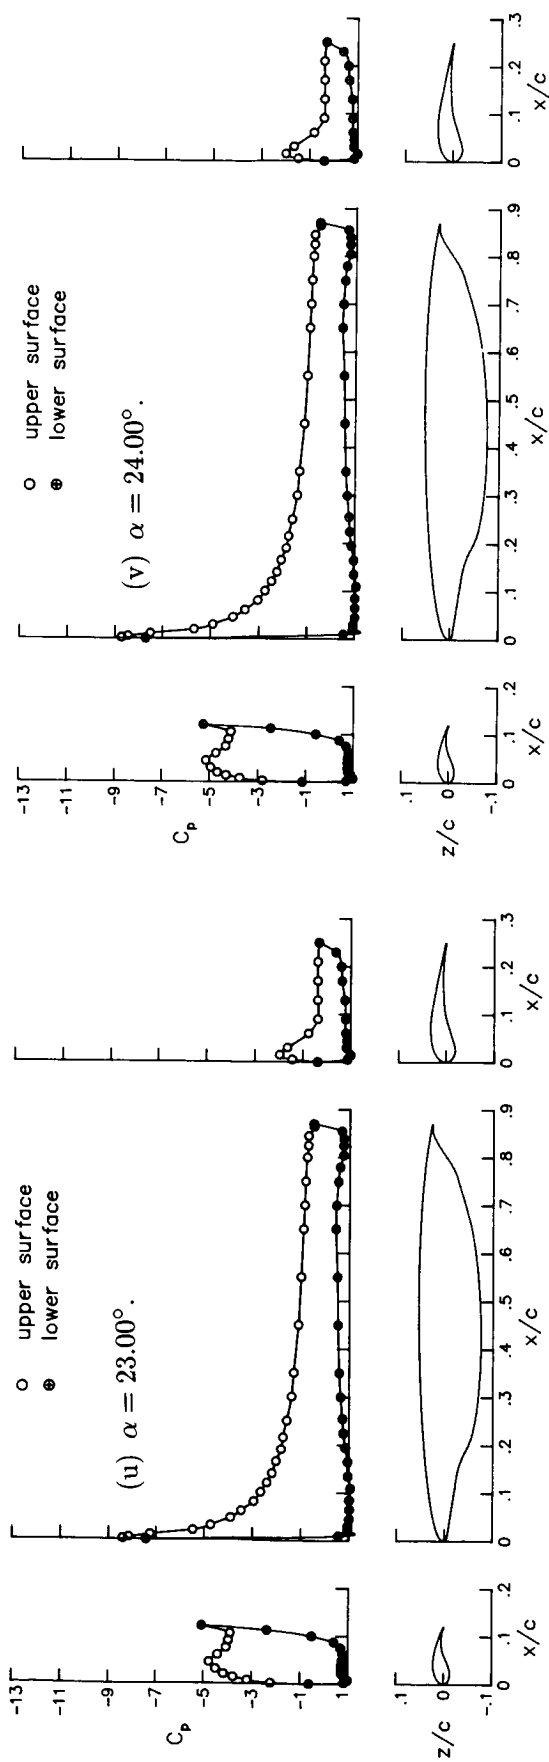 ○ upper surface
⊕ lower surface
(u) α = 23.00°.
-13
-11
-9
-7
-5
-3
-1
1
Cp
.1
0
-.1
z/c
0 .1 .2
x/c
0 .1 .2 .3 .4 .5 .6 .7 .8 .9
x/c
0 .1 .2 .3
x/c
○ upper surface
⊕ lower surface
(v) α = 24.00°.
-13
-11
-9
-7
-5
-3
-1
1
Cp
.1
0
-.1
z/c
0 .1 .2
x/c
0 .1 .2 .3 .4 .5 .6 .7 .8 .9
x/c
0 .1 .2 .3
x/c